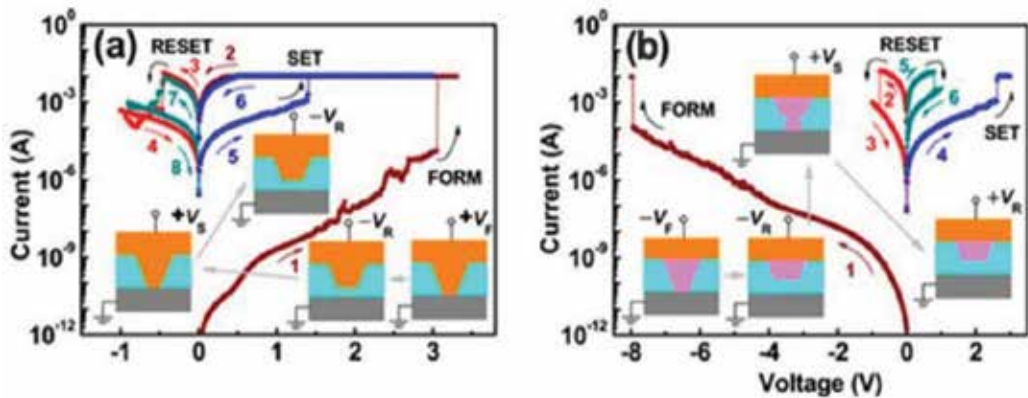 (a)
10^0
10^-3
10^-6
10^-9
10^-12
Current (A)
RESET
2
3
SET
7
6
4
5
8
−V_R
FORM
+V_S
−V_R
+V_F
1
-1
0
1
2
3
(b)
10^0
10^-3
10^-6
10^-9
10^-12
Current (A)
+V_S
RESET
5
2
6
FORM
3
4
SET
−V_F
−V_R
+V_R
1
-8
-6
-4
-2
0
2
Voltage (V)